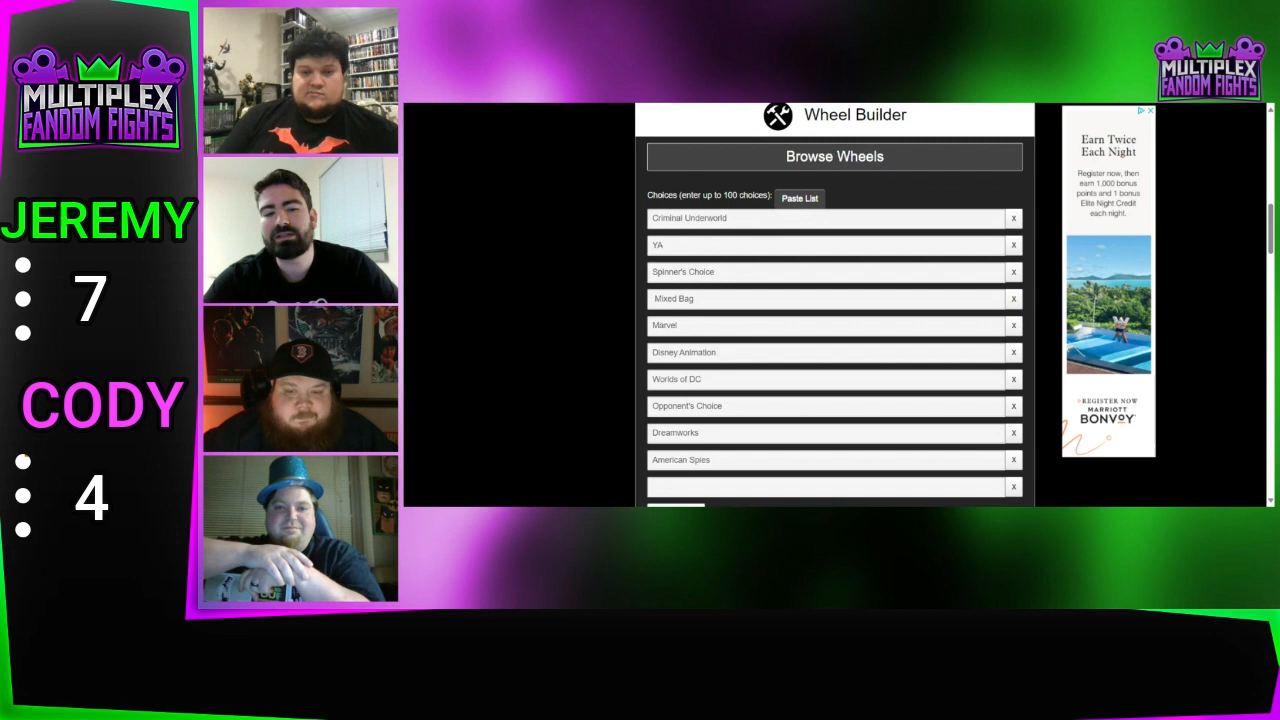 MULTIPLEX
FANDOM FIGHTS
JEREMY
7
CODY
4
MULTIPLEX
FANDOM FIGHTS
Wheel Builder
Browse Wheels
Choices (enter up to 100 choices):
Paste List
Criminal Underworld
X
YA
X
Spinner's Choice
X
Mixed Bag
X
Marvel
X
Disney Animation
X
Worlds of DC
X
Opponent's Choice
X
Dreamworks
X
American Spies
X
X
Earn Twice
Each Night
Register now, then
earn 1,000 bonus
points and 1 bonus
Elite Night Credit
each night.
REGISTER NOW
MARRIOTT
BONVOY
B